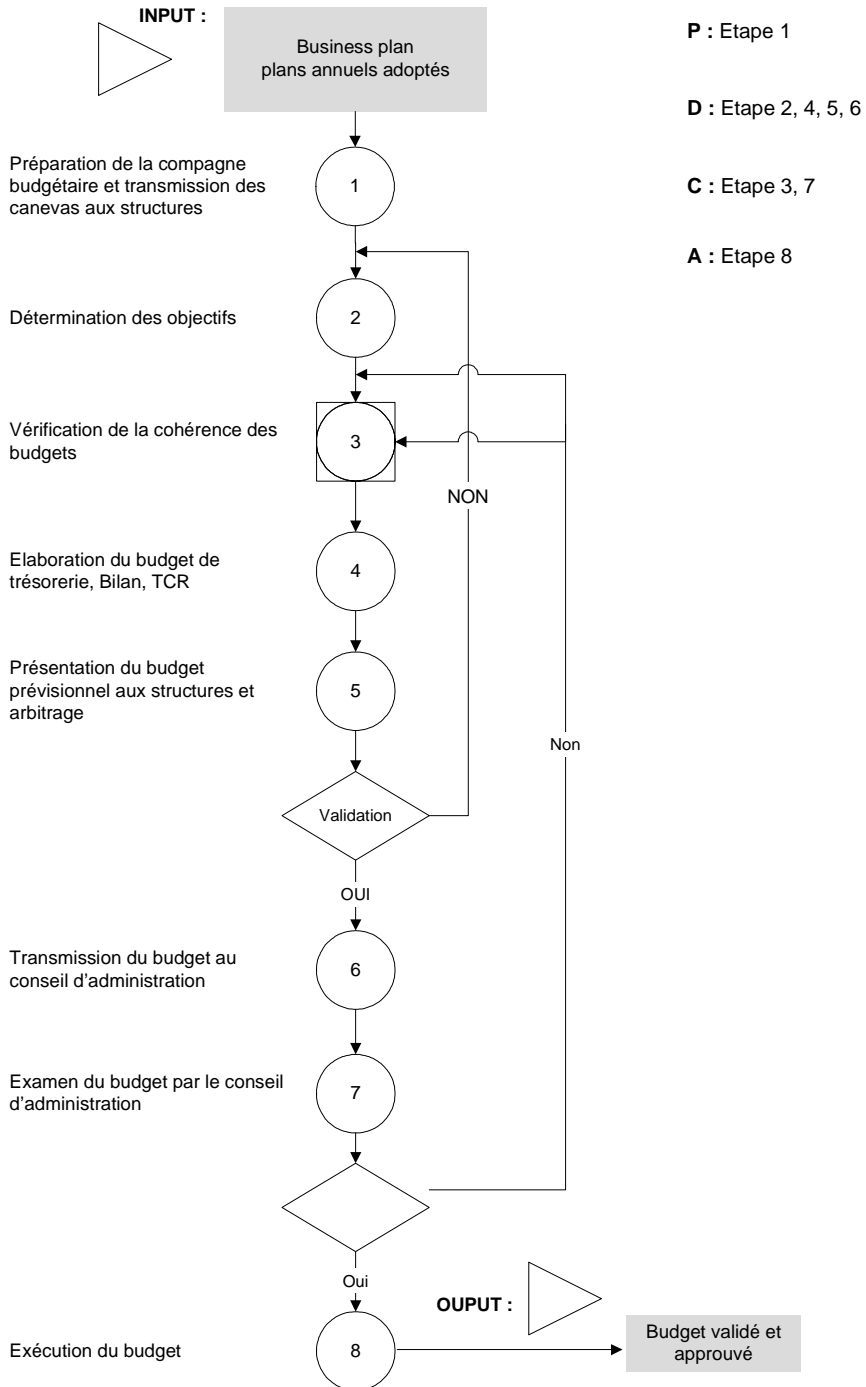 INPUT :
Business plan
plans annuels adoptés
P : Etape 1
D : Etape 2, 4, 5, 6
C : Etape 3, 7
A : Etape 8
Préparation de la compagne
budgétaire et transmission des
canevas aux structures
1
Détermination des objectifs
2
Vérification de la cohérence des
budgets
3
NON
Elaboration du budget de
trésorerie, Bilan, TCR
4
Présentation du budget
prévisionnel aux structures et
arbitrage
5
Non
Validation
OUI
Transmission du budget au
conseil d'administration
6
Examen du budget par le conseil
d'administration
7
Oui
OUPUT :
Exécution du budget
8
Budget validé et
approuvé